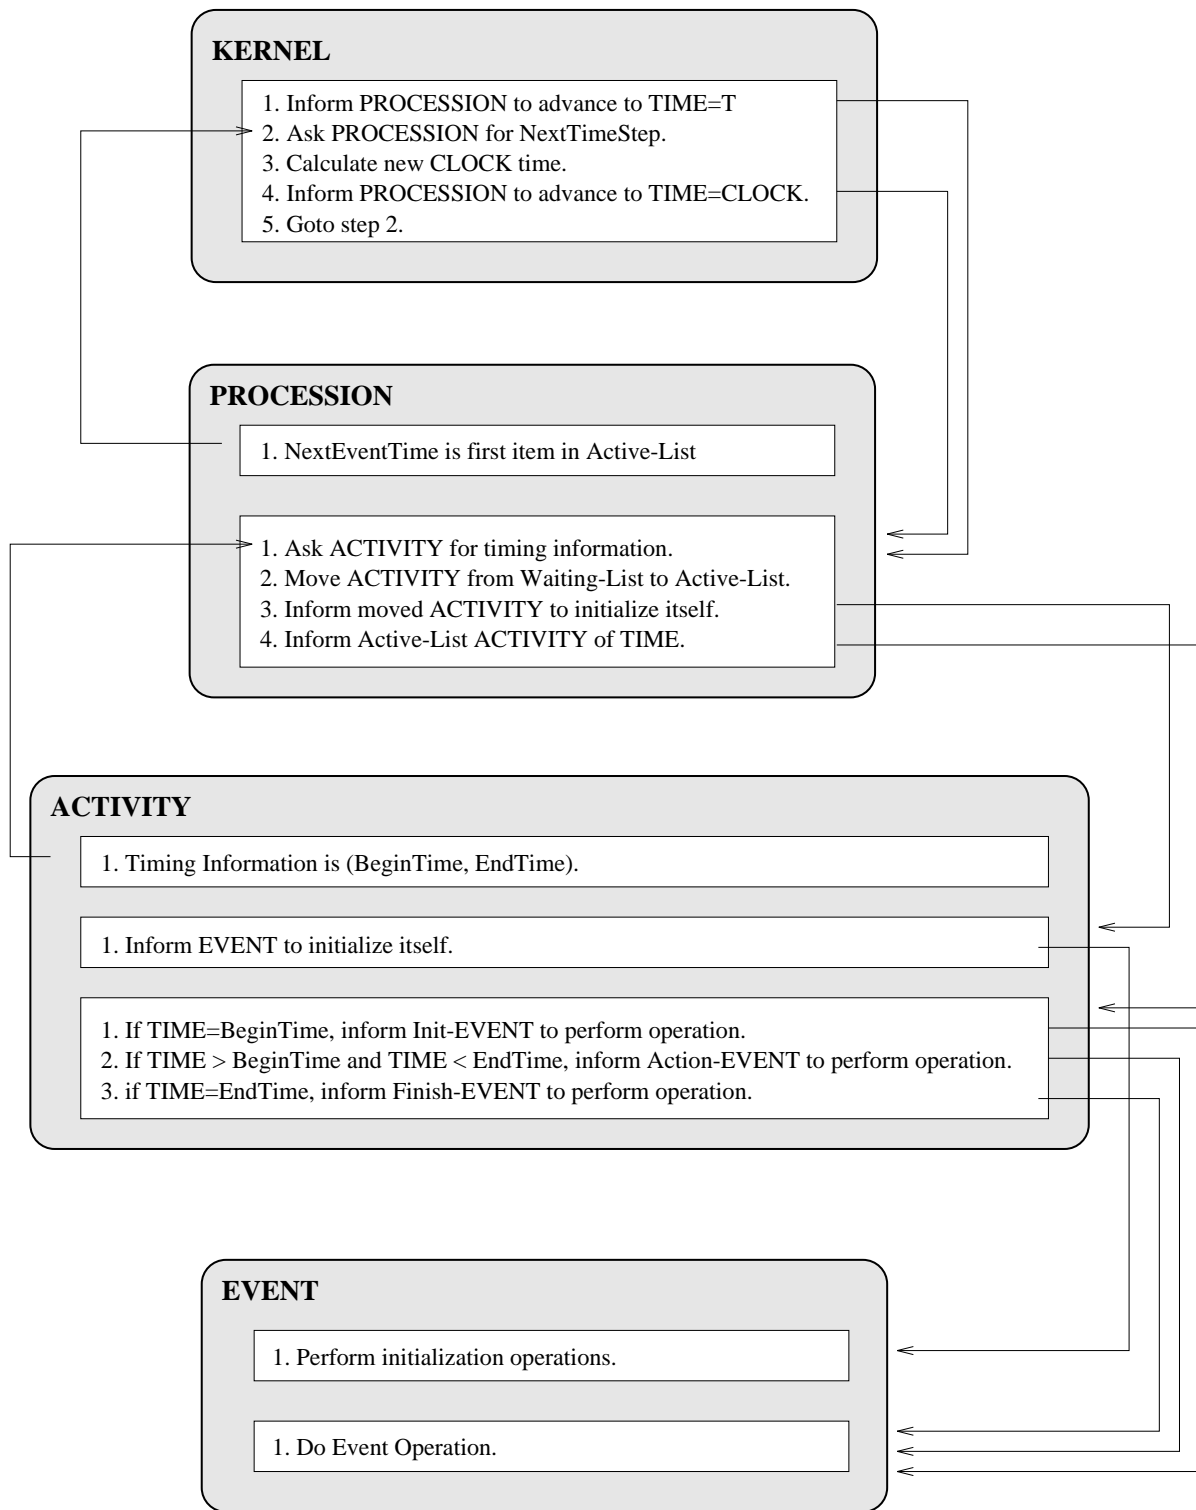 KERNEL
1. Inform PROCESSION to advance to TIME=T
2. Ask PROCESSION for NextTimeStep.
3. Calculate new CLOCK time.
4. Inform PROCESSION to advance to TIME=CLOCK.
5. Goto step 2.
PROCESSION
1. NextEventTime is first item in Active-List
1. Ask ACTIVITY for timing information.
2. Move ACTIVITY from Waiting-List to Active-List.
3. Inform moved ACTIVITY to initialize itself.
4. Inform Active-List ACTIVITY of TIME.
ACTIVITY
1. Timing Information is (BeginTime, EndTime).
1. Inform EVENT to initialize itself.
1. If TIME=BeginTime, inform Init-EVENT to perform operation.
2. If TIME > BeginTime and TIME < EndTime, inform Action-EVENT to perform operation.
3. if TIME=EndTime, inform Finish-EVENT to perform operation.
EVENT
1. Perform initialization operations.
1. Do Event Operation.